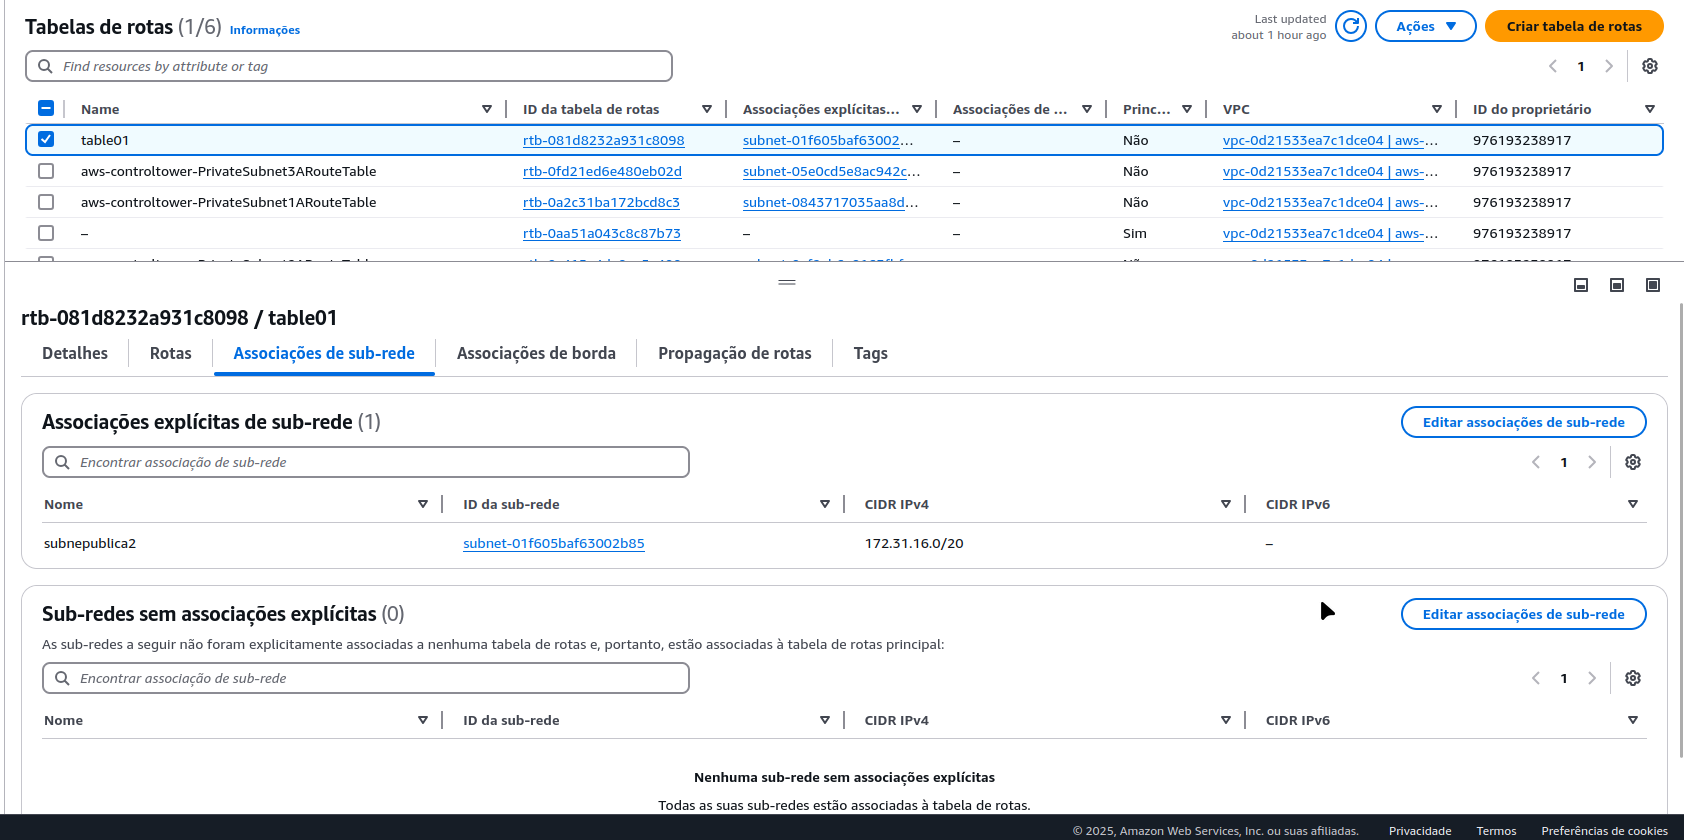 Tabelas de rotas (1/6) Informações
Last updated
about 1 hour ago
Ações
Criar tabela de rotas
Find resources by attribute or tag
1
Name ID da tabela de rotas Associações explícitas... Associações de ... Princ... VPC ID do proprietário
table01 rtb-081d8232a931c8098 subnet-01f605baf63002... – Não vpc-0d21533ea7c1dce04 | aws-... 976193238917
aws-controltower-PrivateSubnet3ARouteTable rtb-0fd21ed6e480eb02d subnet-05e0cd5e8ac942c... – Não vpc-0d21533ea7c1dce04 | aws-... 976193238917
aws-controltower-PrivateSubnet1ARouteTable rtb-0a2c31ba172bcd8c3 subnet-0843717035aa8d... – Não vpc-0d21533ea7c1dce04 | aws-... 976193238917
– rtb-0aa51a043c8c87b73 – – Sim vpc-0d21533ea7c1dce04 | aws-... 976193238917
rtb-081d8232a931c8098 / table01
Detalhes Rotas Associações de sub-rede Associações de borda Propagação de rotas Tags
Associações explícitas de sub-rede (1)
Editar associações de sub-rede
Encontrar associação de sub-rede
1
Nome ID da sub-rede CIDR IPv4 CIDR IPv6
subnepublica2 subnet-01f605baf63002b85 172.31.16.0/20 –
Sub-redes sem associações explícitas (0)
Editar associações de sub-rede
As sub-redes a seguir não foram explicitamente associadas a nenhuma tabela de rotas e, portanto, estão associadas à tabela de rotas principal:
Encontrar associação de sub-rede
1
Nome ID da sub-rede CIDR IPv4 CIDR IPv6
Nenhuma sub-rede sem associações explícitas
Todas as suas sub-redes estão associadas à tabela de rotas.
© 2025, Amazon Web Services, Inc. ou suas afiliadas. Privacidade Termos Preferências de cookies